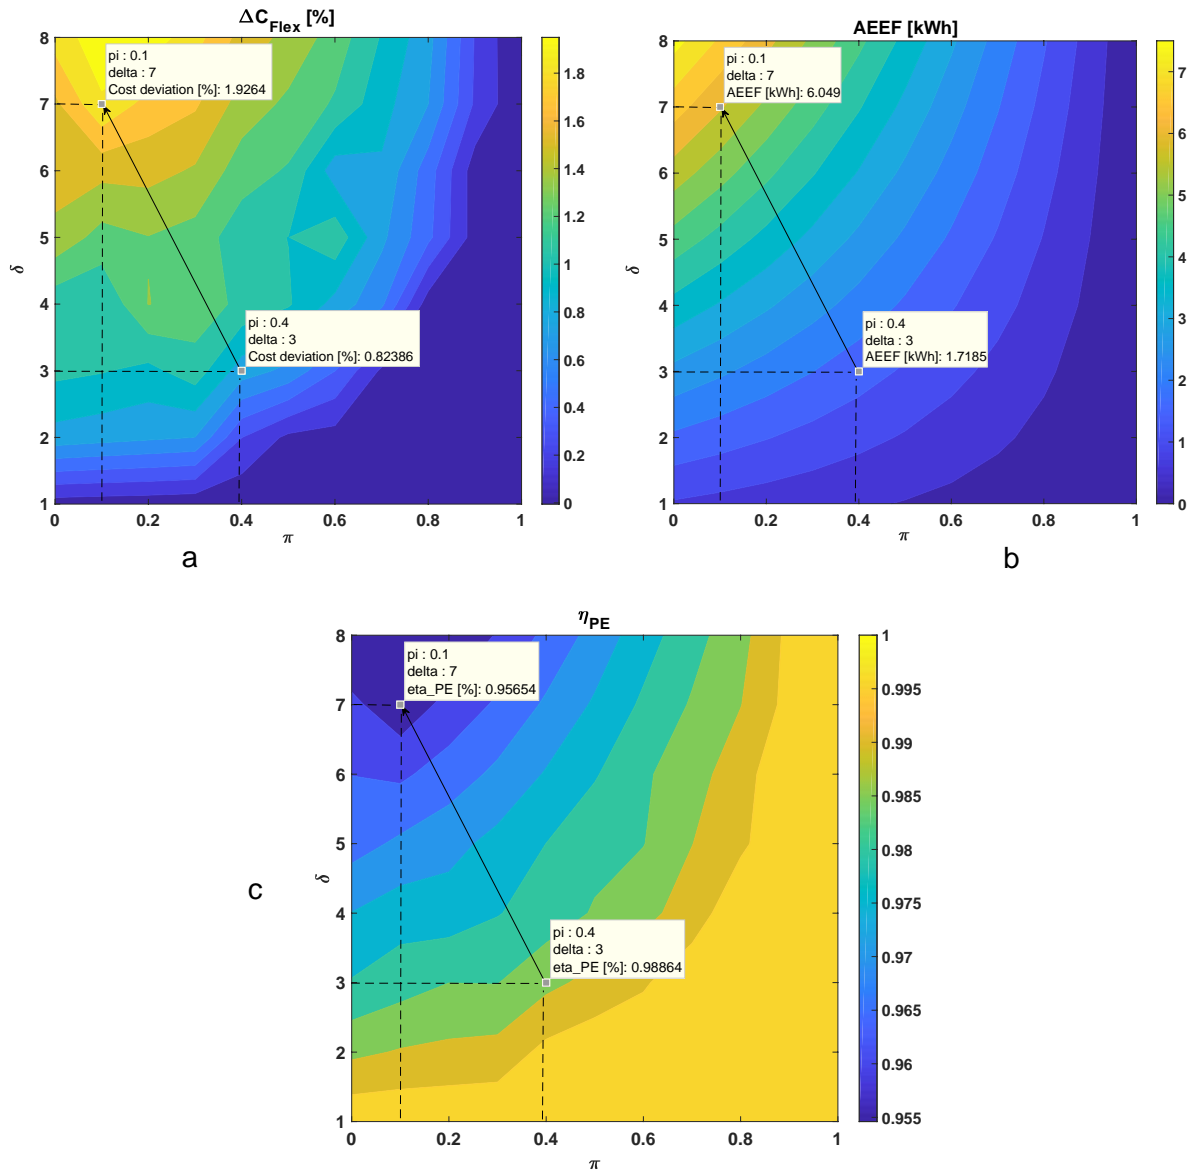 ΔC_Flex [%]
8
7
6
5
4
3
2
1
δ
pi : 0.1
delta : 7
Cost deviation [%]: 1.9264
pi : 0.4
delta : 3
Cost deviation [%]: 0.82386
0 0.2 0.4 0.6 0.8 1
π
1.8
1.6
1.4
1.2
1
0.8
0.6
0.4
0.2
0
a
AEEF [kWh]
8
7
6
5
4
3
2
1
δ
pi : 0.1
delta : 7
AEEF [kWh]: 6.049
pi : 0.4
delta : 3
AEEF [kWh]: 1.7185
0 0.2 0.4 0.6 0.8 1
π
7
6
5
4
3
2
1
0
b
η_PE
8
7
6
5
4
3
2
1
δ
pi : 0.1
delta : 7
eta_PE [%]: 0.95654
pi : 0.4
delta : 3
eta_PE [%]: 0.98864
0 0.2 0.4 0.6 0.8 1
π
1
0.995
0.99
0.985
0.98
0.975
0.97
0.965
0.96
0.955
c